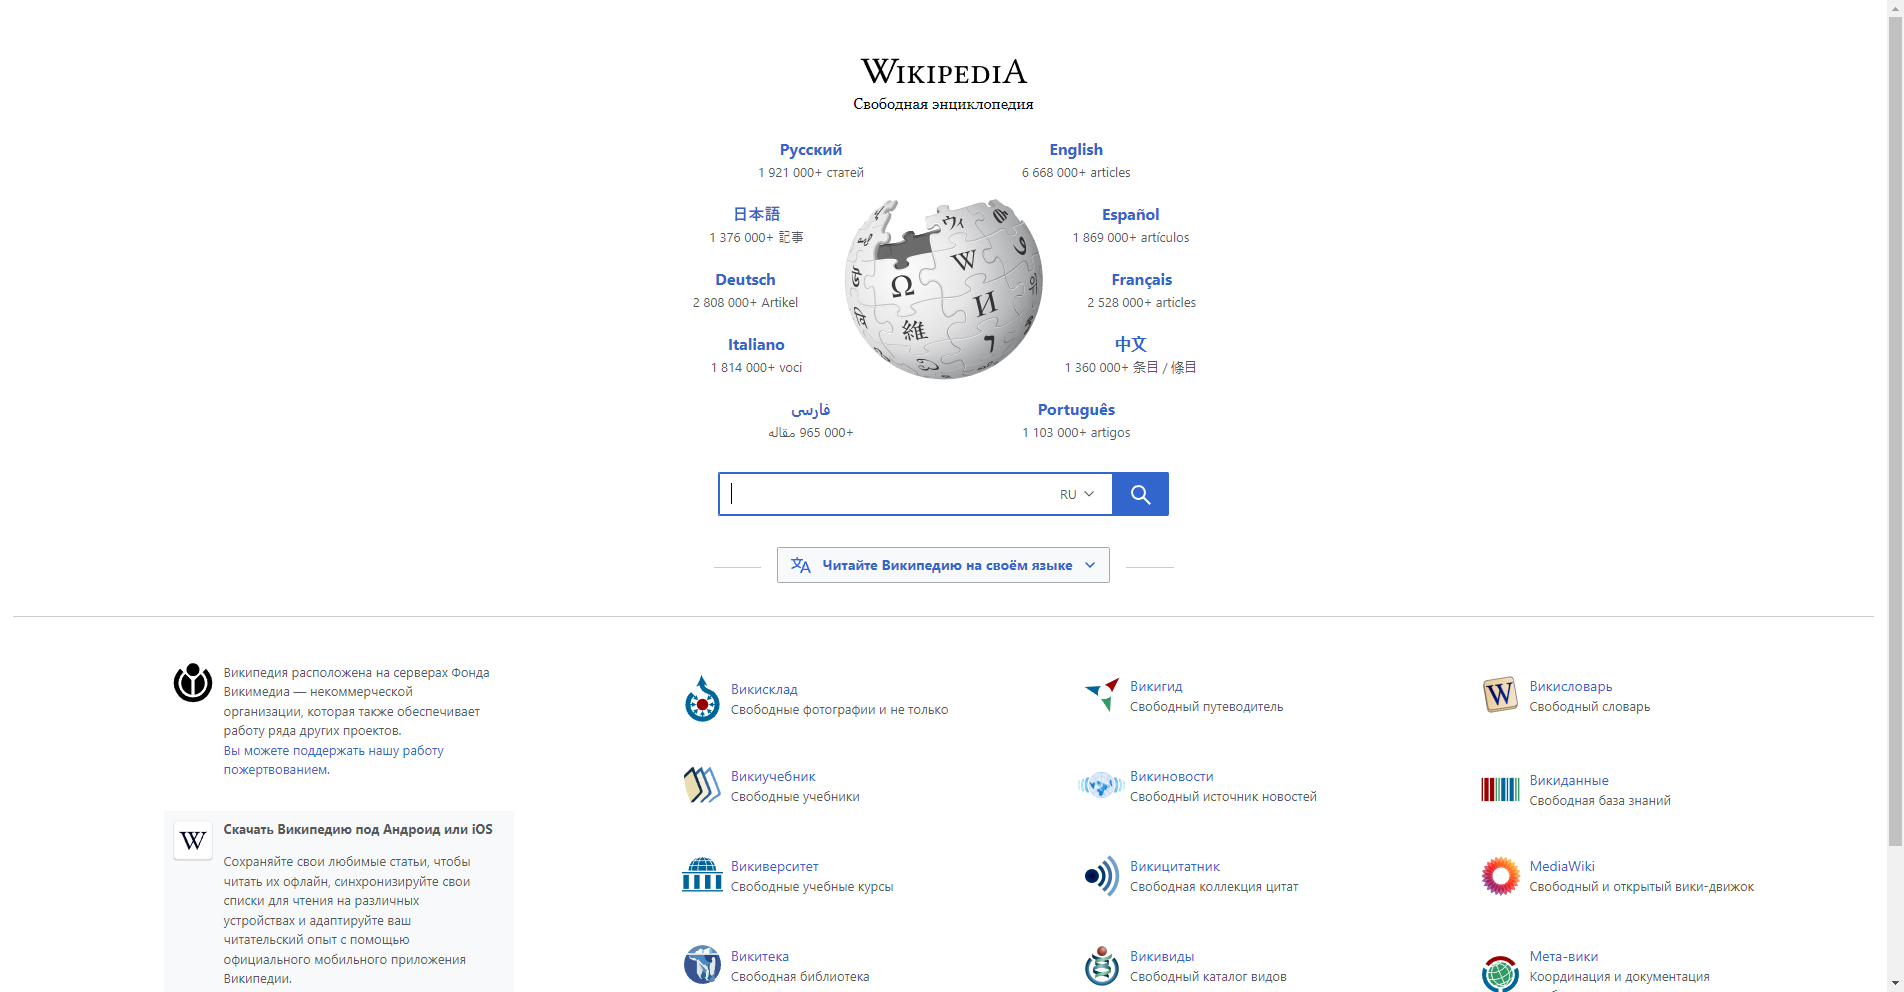 WIKIPEDIA
Свободная энциклопедия
Русский
1 921 000+ статей
English
6 668 000+ articles
日本語
1 376 000+ 記事
Español
1 869 000+ artículos
Deutsch
2 808 000+ Artikel
Français
2 528 000+ articles
Italiano
1 814 000+ voci
中文
1 360 000+ 条目 / 條目
فارسی
965 000+ مقاله
Português
1 103 000+ artigos
Ω W И 維 ウィ 7
RU
Читайте Википедию на своём языке
Википедия расположена на серверах Фонда
Викимедиа — некоммерческой
организации, которая также обеспечивает
работу ряда других проектов.
Вы можете поддержать нашу работу
пожертвованием.
W
Скачать Википедию под Андроид или iOS
Сохраняйте свои любимые статьи, чтобы
читать их офлайн, синхронизируйте свои
списки для чтения на различных
устройствах и адаптируйте ваш
читательский опыт с помощью
официального мобильного приложения
Википедии.
Викисклад
Свободные фотографии и не только
Викигид
Свободный путеводитель
W
Викисловарь
Свободный словарь
Викиучебник
Свободные учебники
Викиновости
Свободный источник новостей
Викиданные
Свободная база знаний
Викиверситет
Свободные учебные курсы
Викицитатник
Свободная коллекция цитат
MediaWiki
Свободный и открытый вики-движок
Викитека
Свободная библиотека
Викивиды
Свободный каталог видов
Мета-вики
Координация и документация